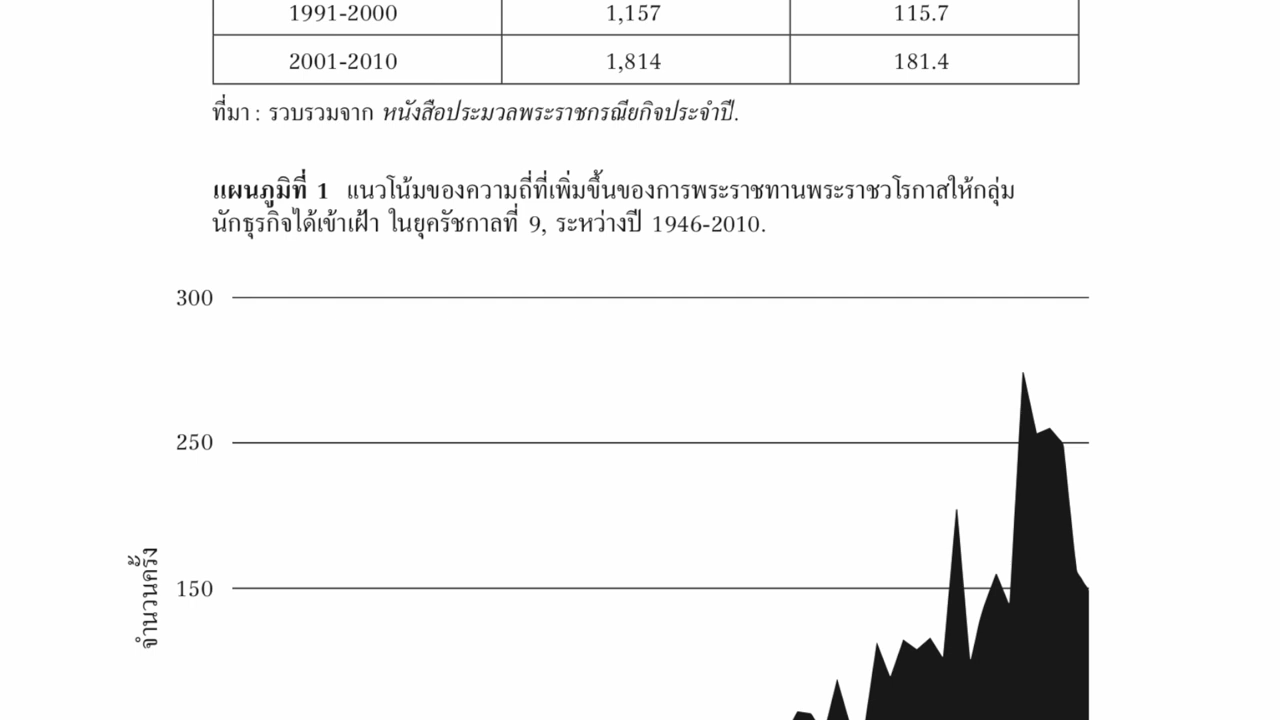 1991-2000 1,157 115.7
2001-2010 1,814 181.4
ที่มา : รวบรวมจาก หนังสือประมวลพระราชกรณียกิจประจำปี.
แผนภูมิที่ 1 แนวโน้มของความถี่ที่เพิ่มขึ้นของการพระราชทานพระราชวโรกาสให้กลุ่ม
นักธุรกิจได้เข้าเฝ้า ในยุครัชกาลที่ 9, ระหว่างปี 1946-2010.
300
250
จำนวนครั้ง
150